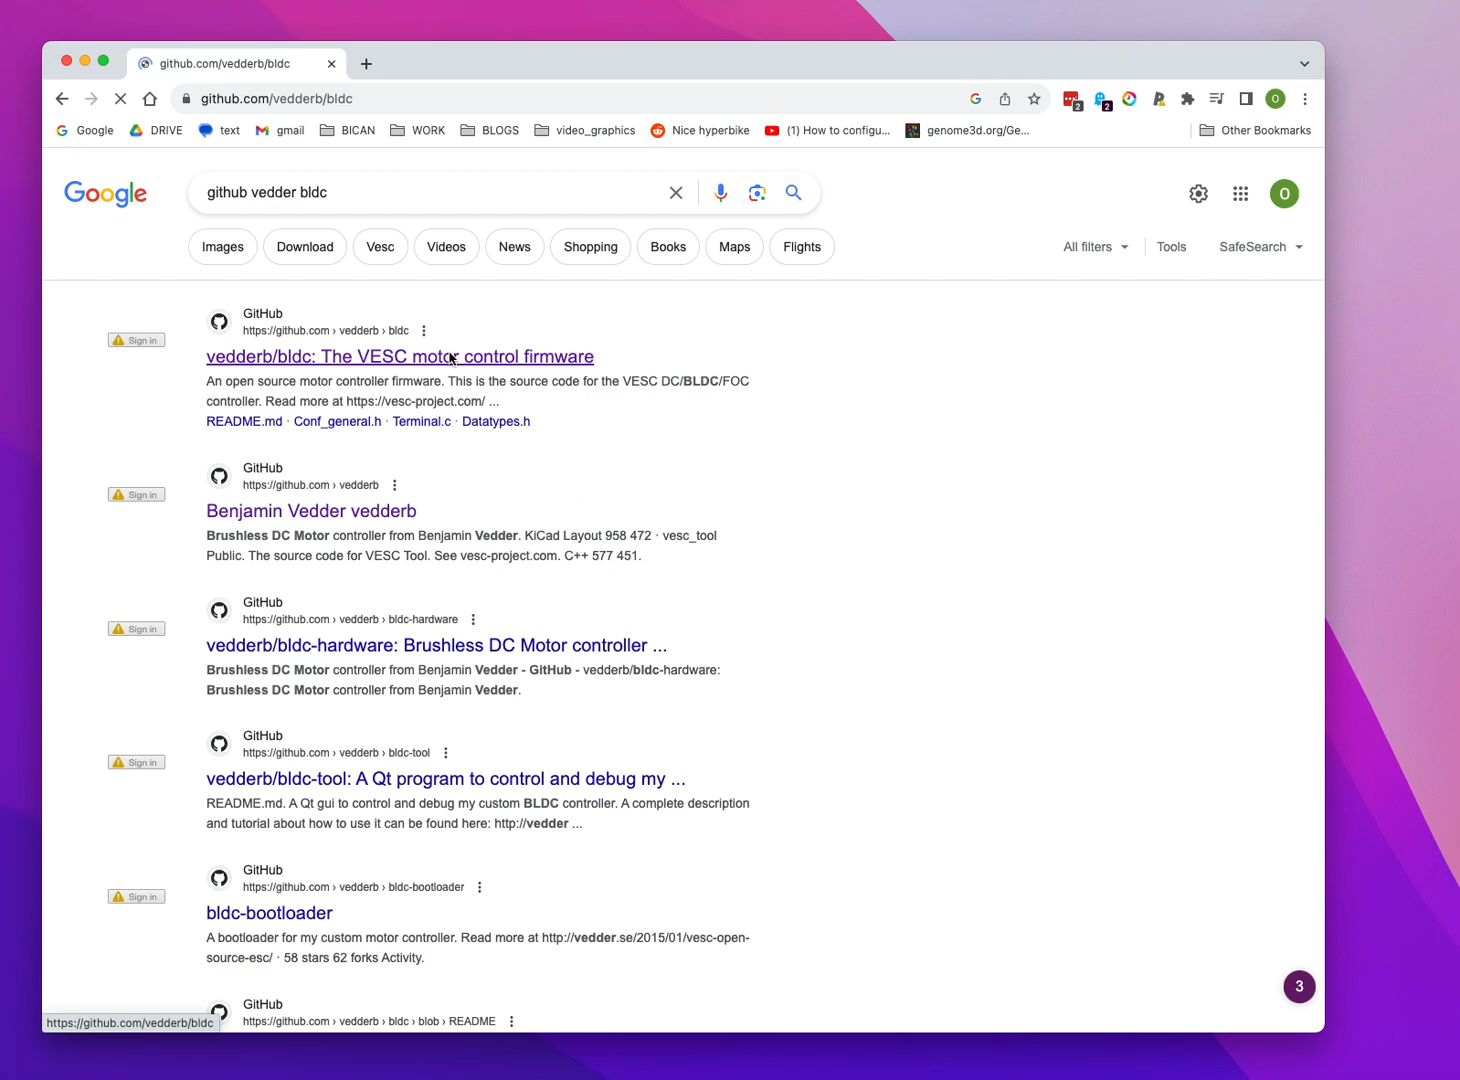 github.com/vedderb/bldc
github.com/vedderb/bldc
2
2
O
Google
DRIVE
text
gmail
BICAN
WORK
BLOGS
video_graphics
Nice hyperbike
(1) How to configu...
genome3d.org/Ge...
Other Bookmarks
Google
github vedder bldc
O
Images
Download
Vesc
Videos
News
Shopping
Books
Maps
Flights
All filters
Tools
SafeSearch
GitHub
https://github.com › vedderb › bldc
Sign in
vedderb/bldc: The VESC motor control firmware
An open source motor controller firmware. This is the source code for the VESC DC/BLDC/FOC
controller. Read more at https://vesc-project.com/ ...
README.md · Conf_general.h · Terminal.c · Datatypes.h
GitHub
https://github.com › vedderb
Sign in
Benjamin Vedder vedderb
Brushless DC Motor controller from Benjamin Vedder. KiCad Layout 958 472 · vesc_tool
Public. The source code for VESC Tool. See vesc-project.com. C++ 577 451.
GitHub
https://github.com › vedderb › bldc-hardware
Sign in
vedderb/bldc-hardware: Brushless DC Motor controller ...
Brushless DC Motor controller from Benjamin Vedder - GitHub - vedderb/bldc-hardware:
Brushless DC Motor controller from Benjamin Vedder.
GitHub
https://github.com › vedderb › bldc-tool
Sign in
vedderb/bldc-tool: A Qt program to control and debug my ...
README.md. A Qt gui to control and debug my custom BLDC controller. A complete description
and tutorial about how to use it can be found here: http://vedder ...
GitHub
https://github.com › vedderb › bldc-bootloader
Sign in
bldc-bootloader
A bootloader for my custom motor controller. Read more at http://vedder.se/2015/01/vesc-open-
source-esc/ · 58 stars 62 forks Activity.
3
GitHub
https://github.com › vedderb › bldc › blob › README
https://github.com/vedderb/bldc